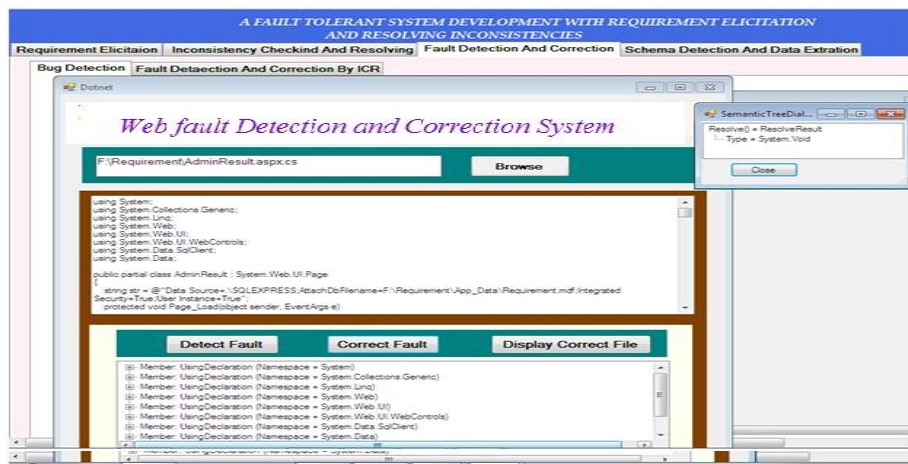 A FAULT TOLERANT SYSTEM DEVELOPMENT WITH REQUIREMENT ELICITATION
AND RESOLVING INCONSISTENCIES
Requirement Elicitaion Inconsistency Checkind And Resolving Fault Detection And Correction Schema Detection And Data Extration
Bug Detection Fault Detaection And Correction By ICR
Dotnet
Web fault Detection and Correction System
F:\Requirement\AdminResult.aspx.cs
Browse
SemanticTreeDial...
Resolve() = ResolveResult
Type = System.Void
Close
using System;
using System.Collections.Generic;
using System.Linq;
using System.Web;
using System.Web.UI;
using System.Web.UI.WebControls;
using System.Data.SqlClient;
using System.Data;
public partial class AdminResult : System.Web.UI.Page
{
string str = @"Data Source=.\SQLEXPRESS;AttachDbFilename=F:\Requirement\App_Data\Requirement.mdf;Integrated
Security=True;User Instance=True";
protected void Page_Load(object sender, EventArgs e)
Detect Fault Correct Fault Display Correct File
Member: UsingDeclaration (Namespace = System)
Member: UsingDeclaration (Namespace = System.Collections.Generic)
Member: UsingDeclaration (Namespace = System.Linq)
Member: UsingDeclaration (Namespace = System.Web)
Member: UsingDeclaration (Namespace = System.Web.UI)
Member: UsingDeclaration (Namespace = System.Web.UI.WebControls)
Member: UsingDeclaration (Namespace = System.Data.SqlClient)
Member: UsingDeclaration (Namespace = System.Data)
Member: UsingDeclaration (Namespace = System.Data)